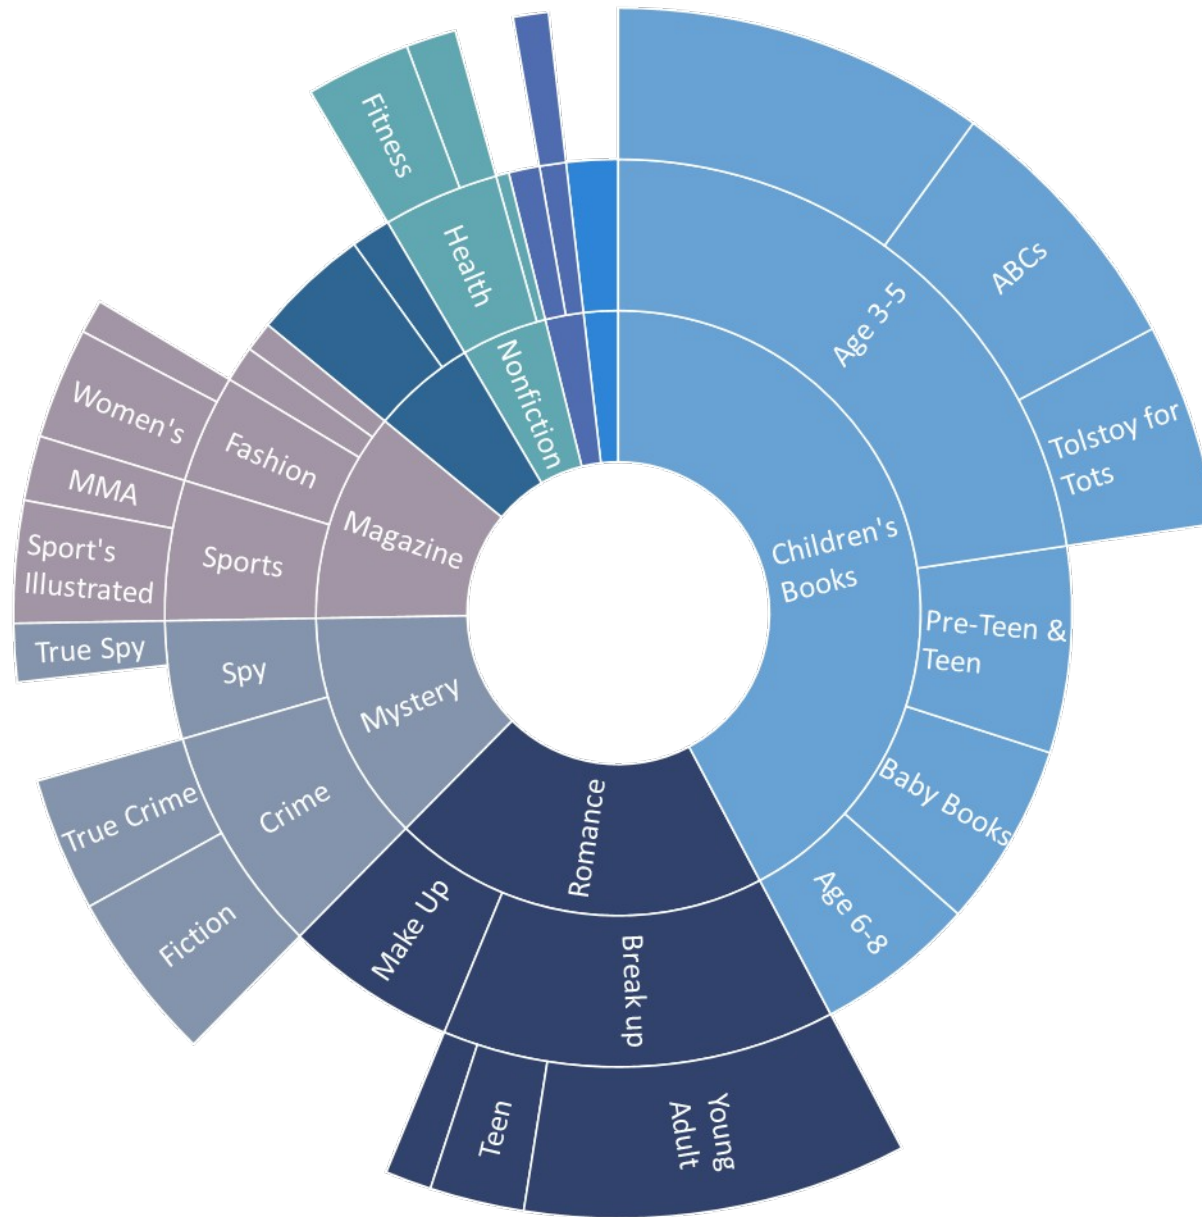 Fitness
Health
Nonfiction
ABCs
Age 3-5
Tolstoy for
Tots
Children's
Books
Pre-Teen &
Teen
Baby Books
Age 6-8
Romance
Make Up
Break up
Teen
Young
Adult
Women's
Fashion
MMA
Magazine
Sport's
Illustrated
Sports
True Spy
Spy
Mystery
True Crime
Crime
Fiction